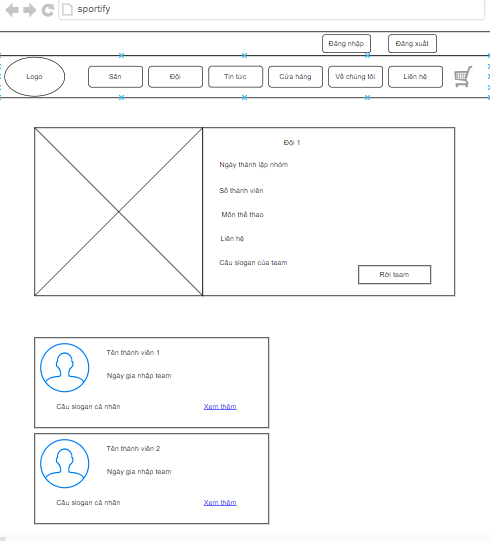 sportify
Đăng nhập Đăng xuất
Logo Sân Đội Tin tức Cửa hàng Về chúng tôi Liên hệ
Đội 1
Ngày thành lập nhóm
Số thành viên
Môn thể thao
Liên hệ
Câu slogan của team
Rời team
Tên thành viên 1
Ngày gia nhập team
Câu slogan cá nhân Xem thêm
Tên thành viên 2
Ngày gia nhập team
Câu slogan cá nhân Xem thêm